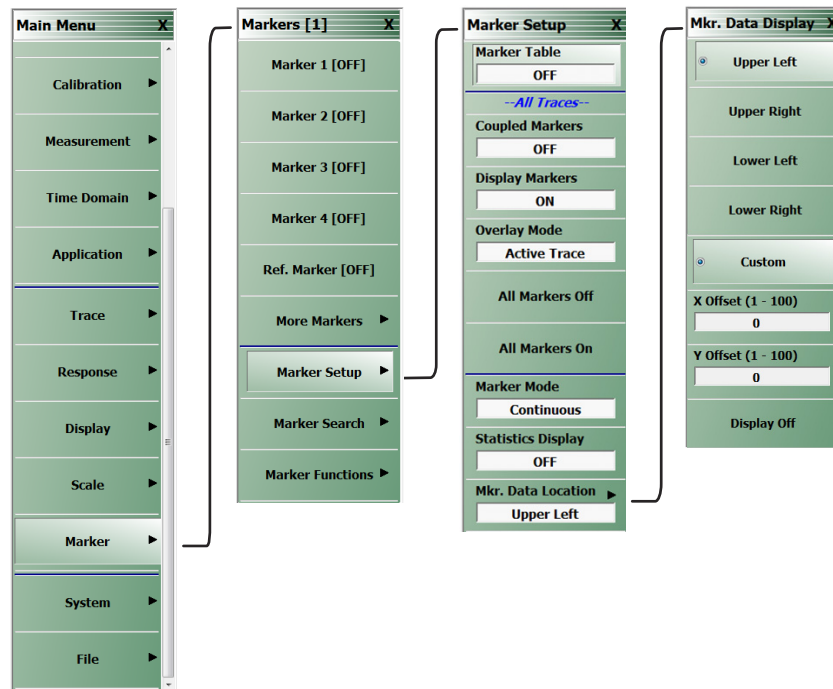 Main Menu X
Calibration
Measurement
Time Domain
Application
Trace
Response
Display
Scale
Marker
System
File
Markers [1] X
Marker 1 [OFF]
Marker 2 [OFF]
Marker 3 [OFF]
Marker 4 [OFF]
Ref. Marker [OFF]
More Markers
Marker Setup
Marker Search
Marker Functions
Marker Setup X
Marker Table
OFF
--All Traces--
Coupled Markers
OFF
Display Markers
ON
Overlay Mode
Active Trace
All Markers Off
All Markers On
Marker Mode
Continuous
Statistics Display
OFF
Mkr. Data Location
Upper Left
Mkr. Data Display X
Upper Left
Upper Right
Lower Left
Lower Right
Custom
X Offset (1 - 100)
0
Y Offset (1 - 100)
0
Display Off